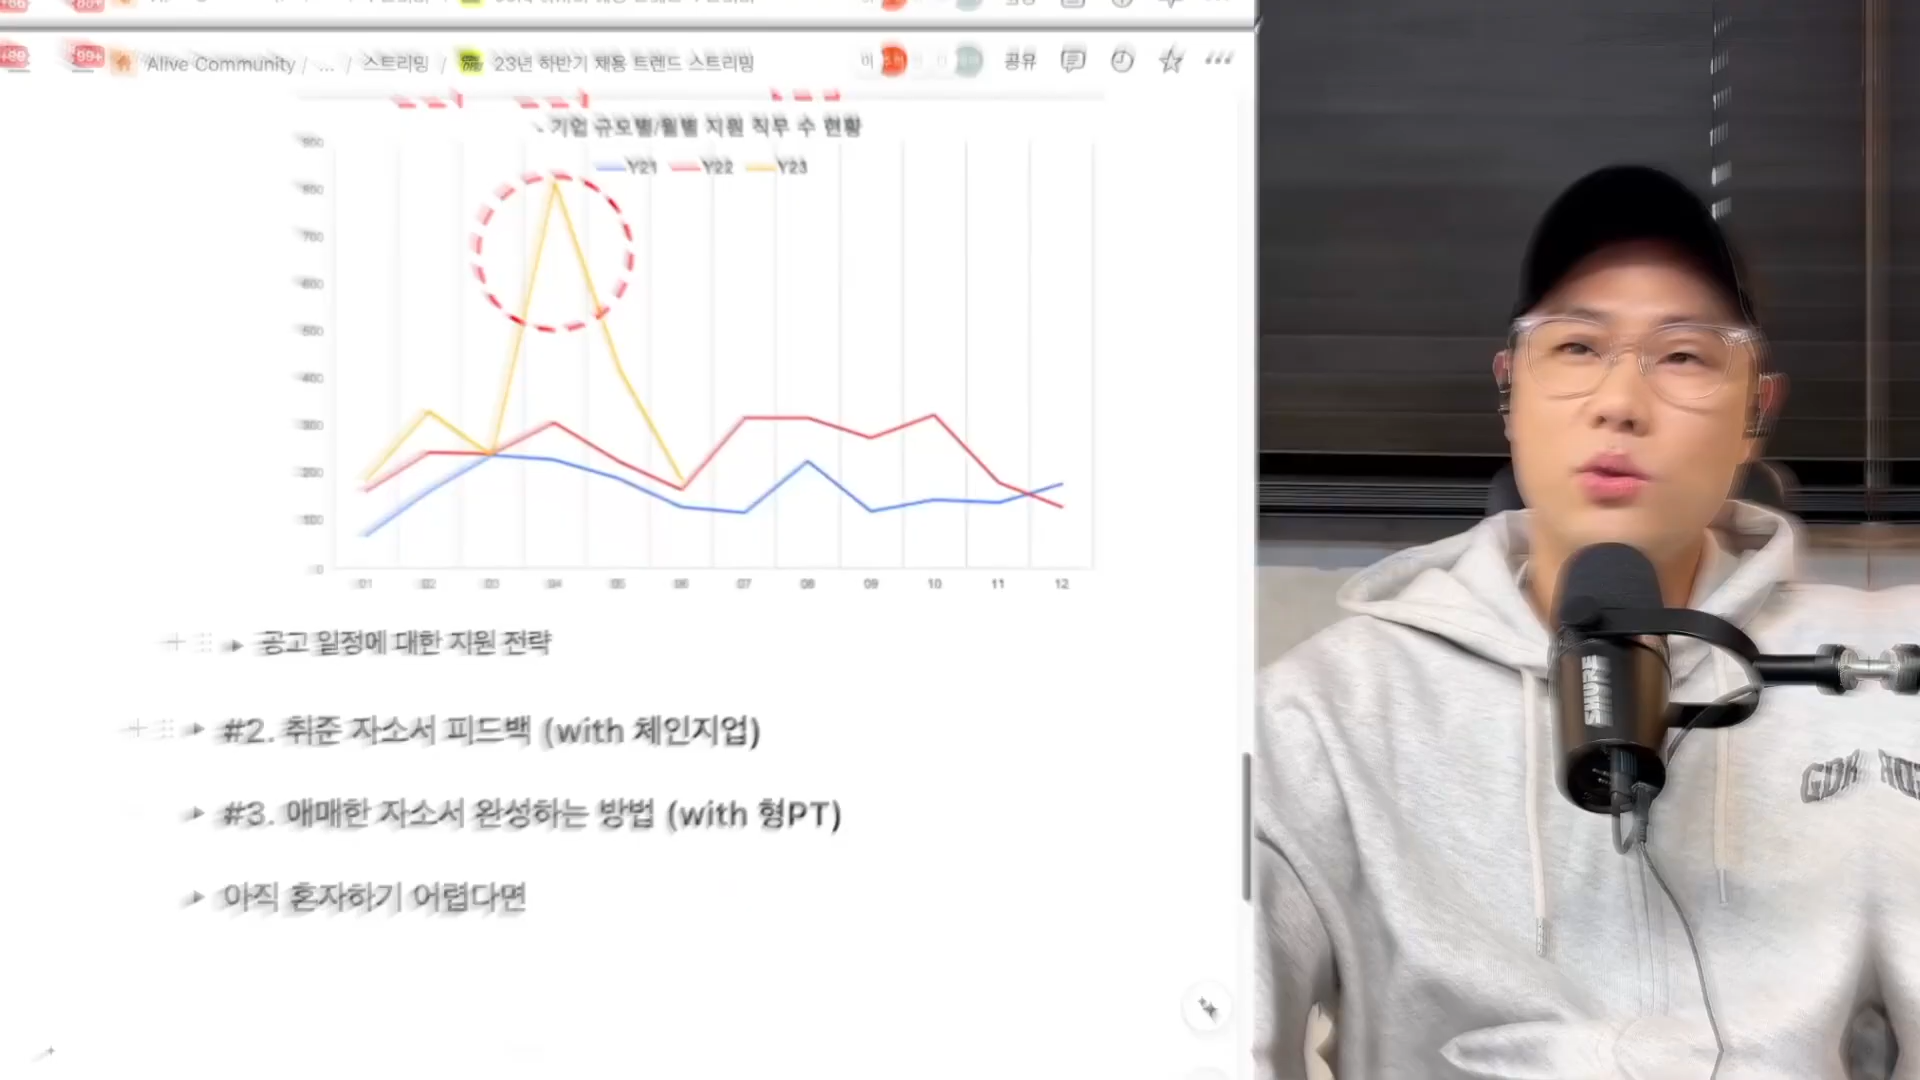 +99 99+ Alive Community / ... / 스트리밍 / 23년 하반기 채용 트렌드 스트리밍 이 공유
기업 규모별/월별 지원 직무 수 현황
Y21 Y22 Y23
900
800
700
600
500
400
300
200
100
0
01 02 03 04 05 06 07 08 09 10 11 12
공고 일정에 대한 지원 전략
#2. 취준 자소서 피드백 (with 체인지업)
#3. 애매한 자소서 완성하는 방법 (with 형PT)
아직 혼자하기 어렵다면
SHURE